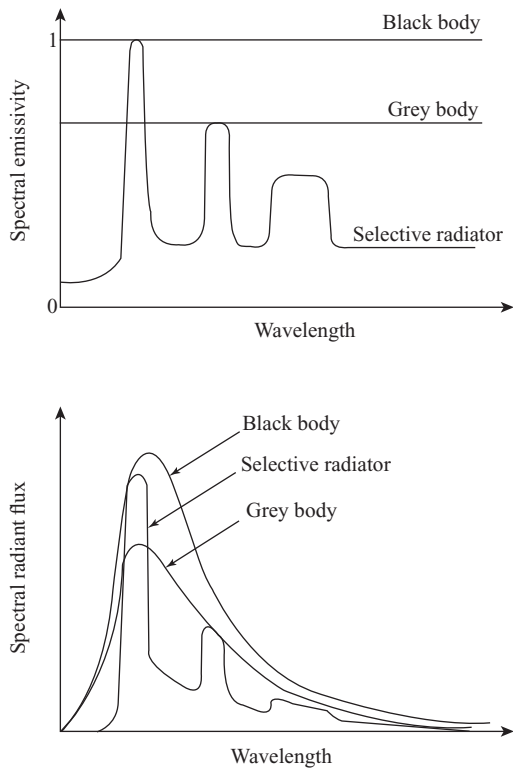 Black body
1
Grey body
Spectral emissivity
Selective radiator
0
Wavelength
Black body
Selective radiator
Grey body
Spectral radiant flux
Wavelength